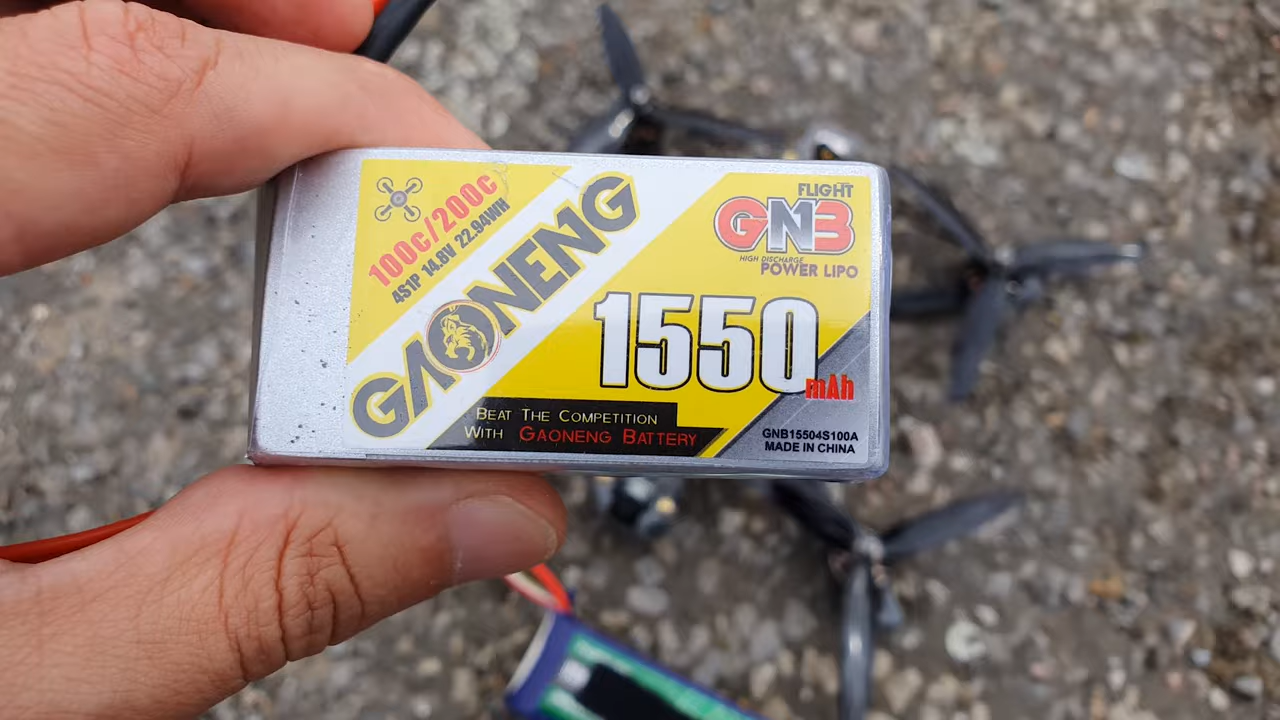 100c/200c
4S1P 14.8V 22.94WH
GAONENG
FLIGHT
GNB
HIGH DISCHARGE
POWER LIPO
1550
mAh
BEAT THE COMPETITION
WITH GAONENG BATTERY
GNB15504S100A
MADE IN CHINA